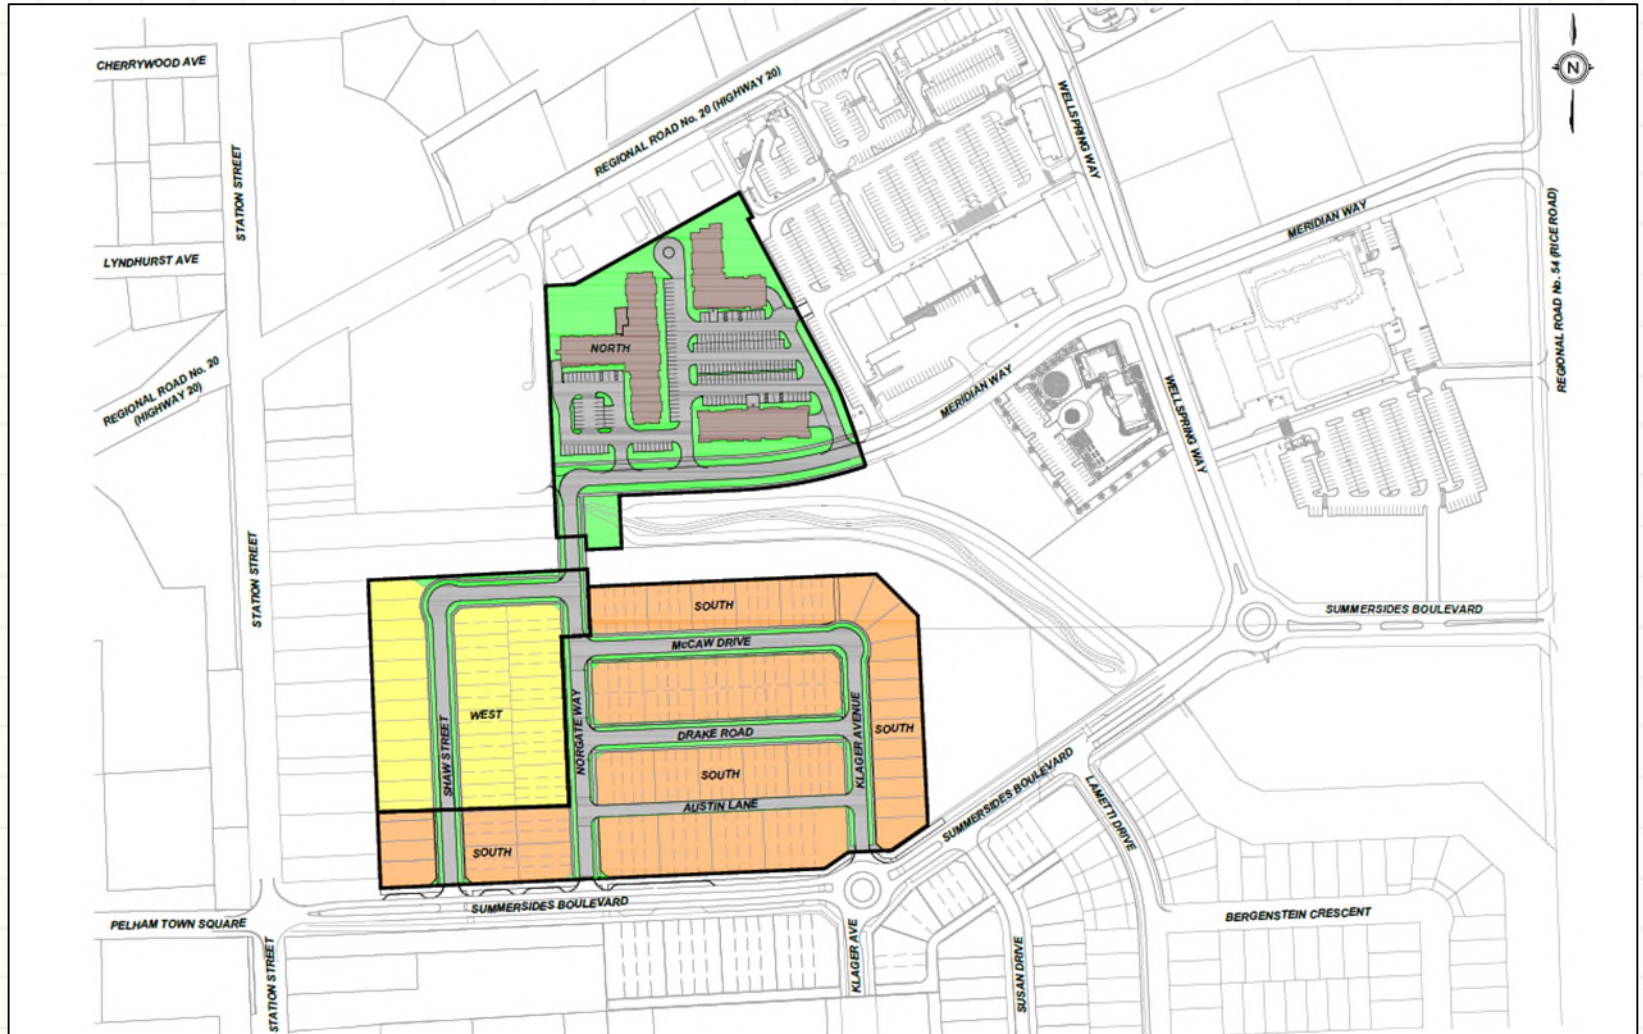 CHERRYWOOD AVE
N
REGIONAL ROAD No. 20 (HIGHWAY 20)
WELLSPRING WAY
STATION STREET
MERIDIAN WAY
REGIONAL ROAD No. 54 (RICE ROAD)
LYNDHURST AVE
NORTH
REGIONAL ROAD No. 20
(HIGHWAY 20)
MERIDIAN WAY
WELLSPRING WAY
STATION STREET
SOUTH
SUMMERSIDES BOULEVARD
McCAW DRIVE
WEST
NORGATE WAY
KLAGER AVENUE
SOUTH
DRAKE ROAD
SHAW STREET
SOUTH
AUSTIN LANE
SUMMERSIDES BOULEVARD
LAMETTI DRIVE
SOUTH
SUMMERSIDES BOULEVARD
BERGENSTEIN CRESCENT
PELHAM TOWN SQUARE
STATION STREET
KLAGER AVE
SUSAN DRIVE